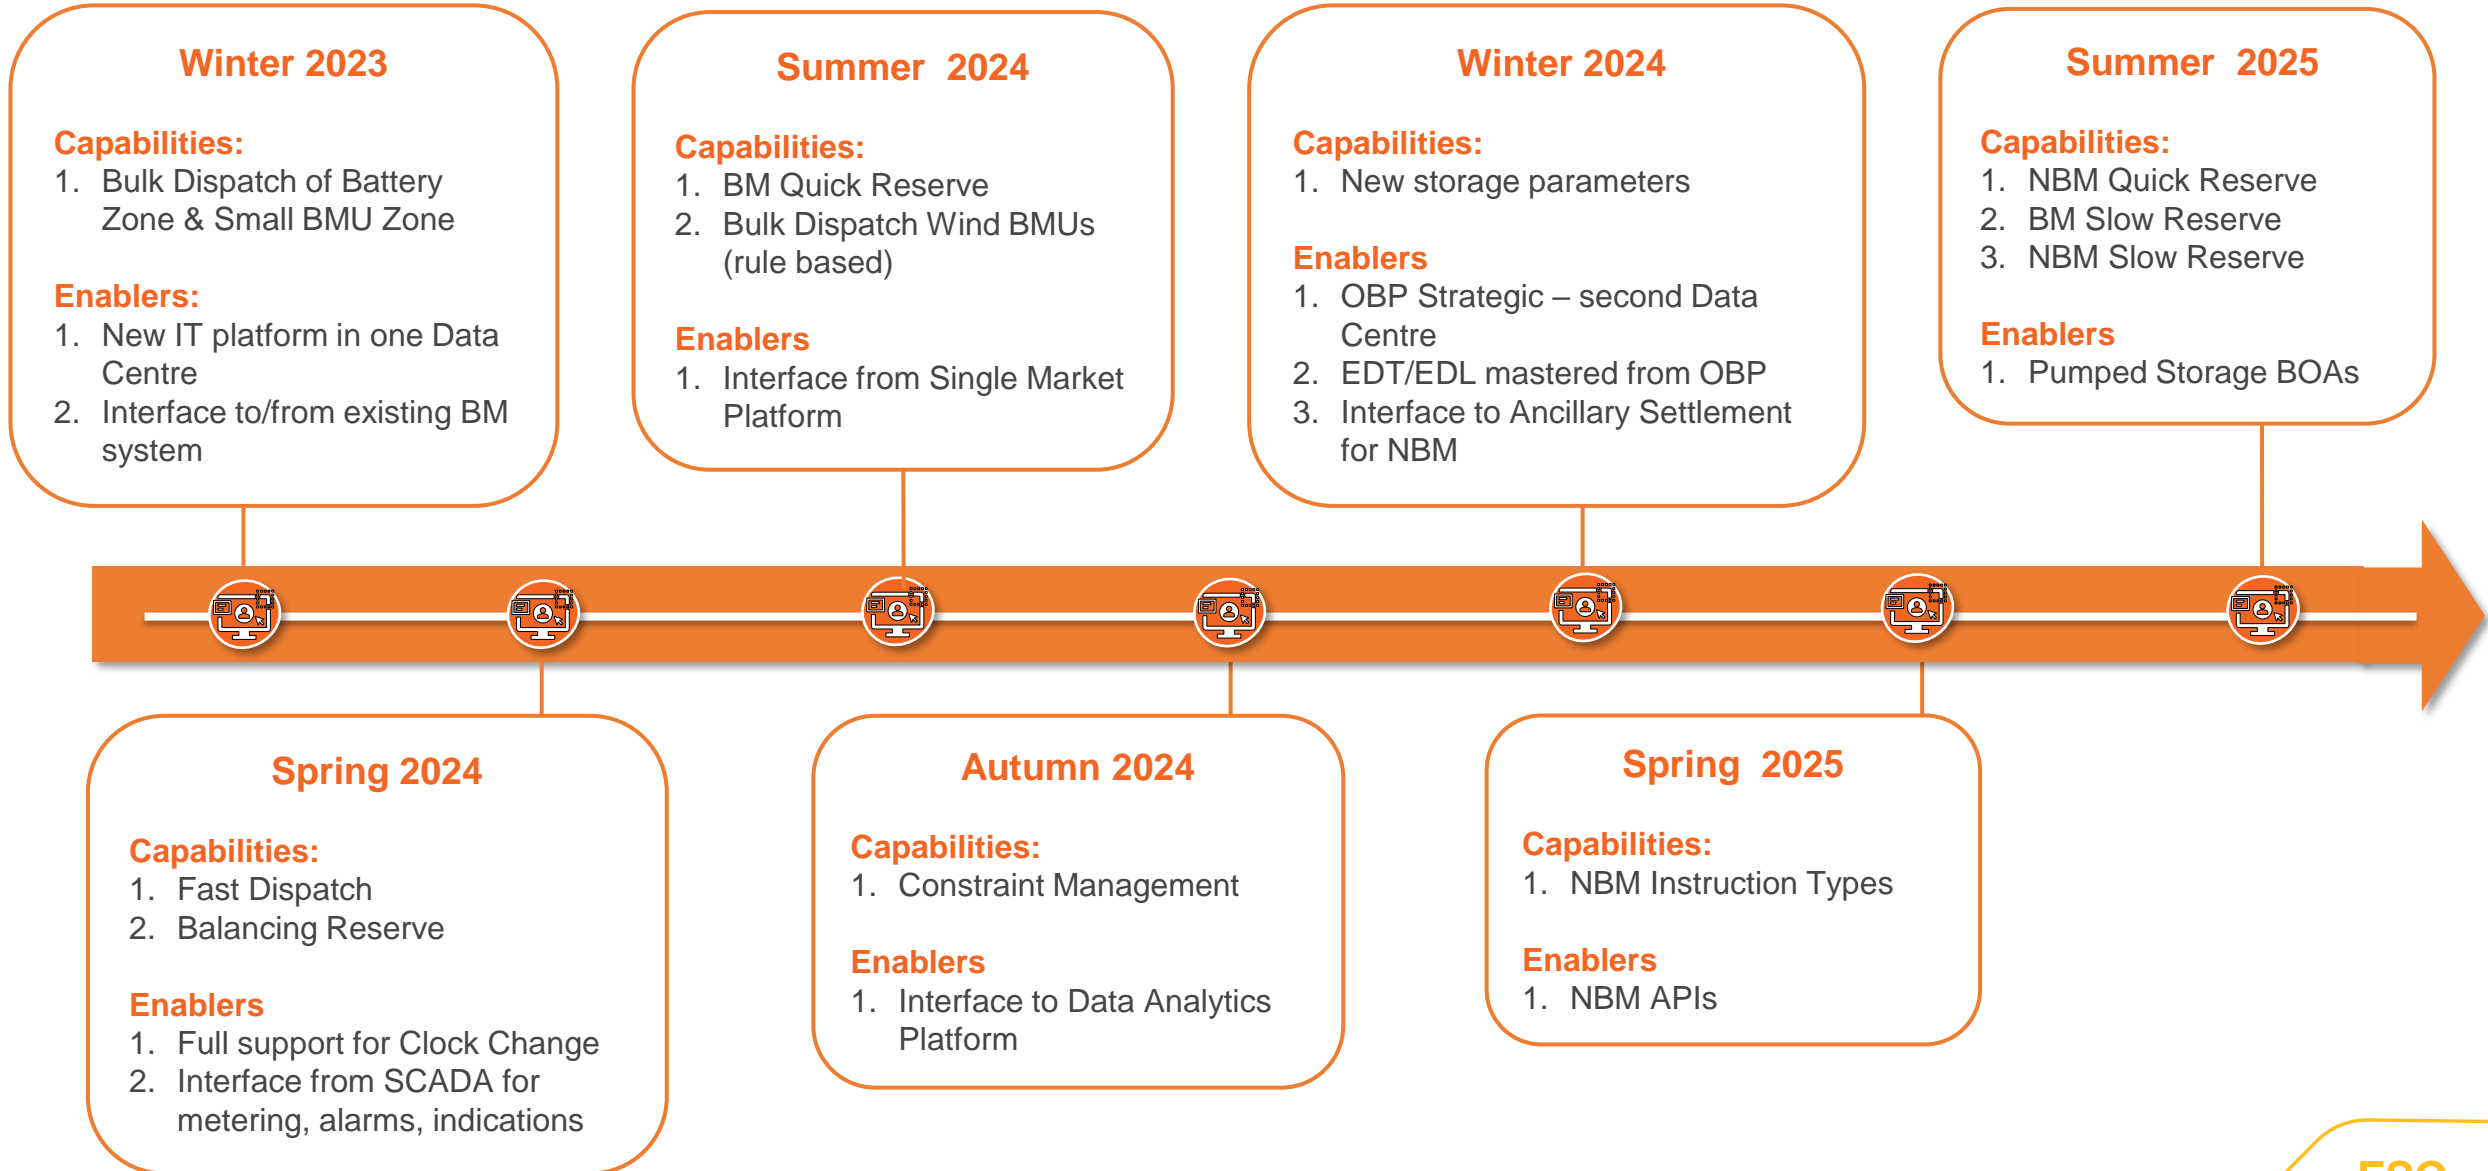 Winter 2023
Capabilities:
1. Bulk Dispatch of Battery
Zone & Small BMU Zone
Enablers:
1. New IT platform in one Data
Centre
2. Interface to/from existing BM
system
Summer 2024
Capabilities:
1. BM Quick Reserve
2. Bulk Dispatch Wind BMUs
(rule based)
Enablers
1. Interface from Single Market
Platform
Winter 2024
Capabilities:
1. New storage parameters
Enablers
1. OBP Strategic – second Data
Centre
2. EDT/EDL mastered from OBP
3. Interface to Ancillary Settlement
for NBM
Summer 2025
Capabilities:
1. NBM Quick Reserve
2. BM Slow Reserve
3. NBM Slow Reserve
Enablers
1. Pumped Storage BOAs
Spring 2024
Capabilities:
1. Fast Dispatch
2. Balancing Reserve
Enablers
1. Full support for Clock Change
2. Interface from SCADA for
metering, alarms, indications
Autumn 2024
Capabilities:
1. Constraint Management
Enablers
1. Interface to Data Analytics
Platform
Spring 2025
Capabilities:
1. NBM Instruction Types
Enablers
1. NBM APIs